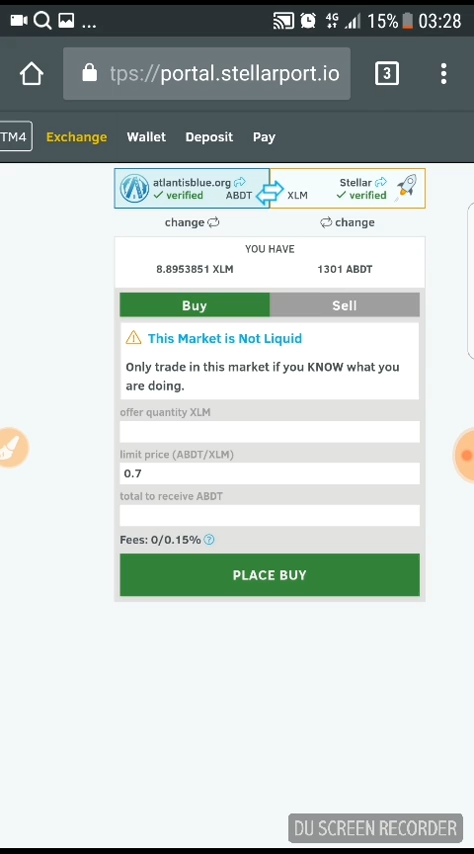 ... 4G 15% 03:28
tps://portal.stellarport.io 3
TM4 Exchange Wallet Deposit Pay
atlantisblue.org Stellar
✓ verified ABDT XLM ✓ verified
change change
YOU HAVE
8.8953851 XLM 1301 ABDT
Buy Sell
This Market is Not Liquid
Only trade in this market if you KNOW what you
are doing.
offer quantity XLM
limit price (ABDT/XLM)
0.7
total to receive ABDT
Fees: 0/0.15% ?
PLACE BUY
DU SCREEN RECORDER